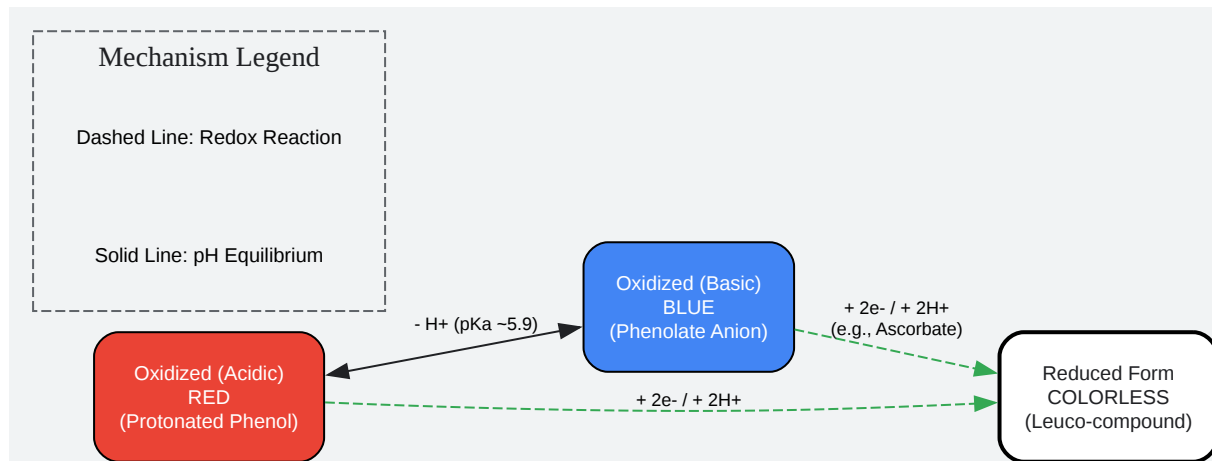 Mechanism Legend
Dashed Line: Redox Reaction
Solid Line: pH Equilibrium
Oxidized (Basic)
BLUE
(Phenolate Anion)
+ 2e- / + 2H+
(e.g., Ascorbate)
- H+ (pKa ~5.9)
Oxidized (Acidic)
RED
(Protonated Phenol)
+ 2e- / + 2H+
Reduced Form
COLORLESS
(Leuco-compound)